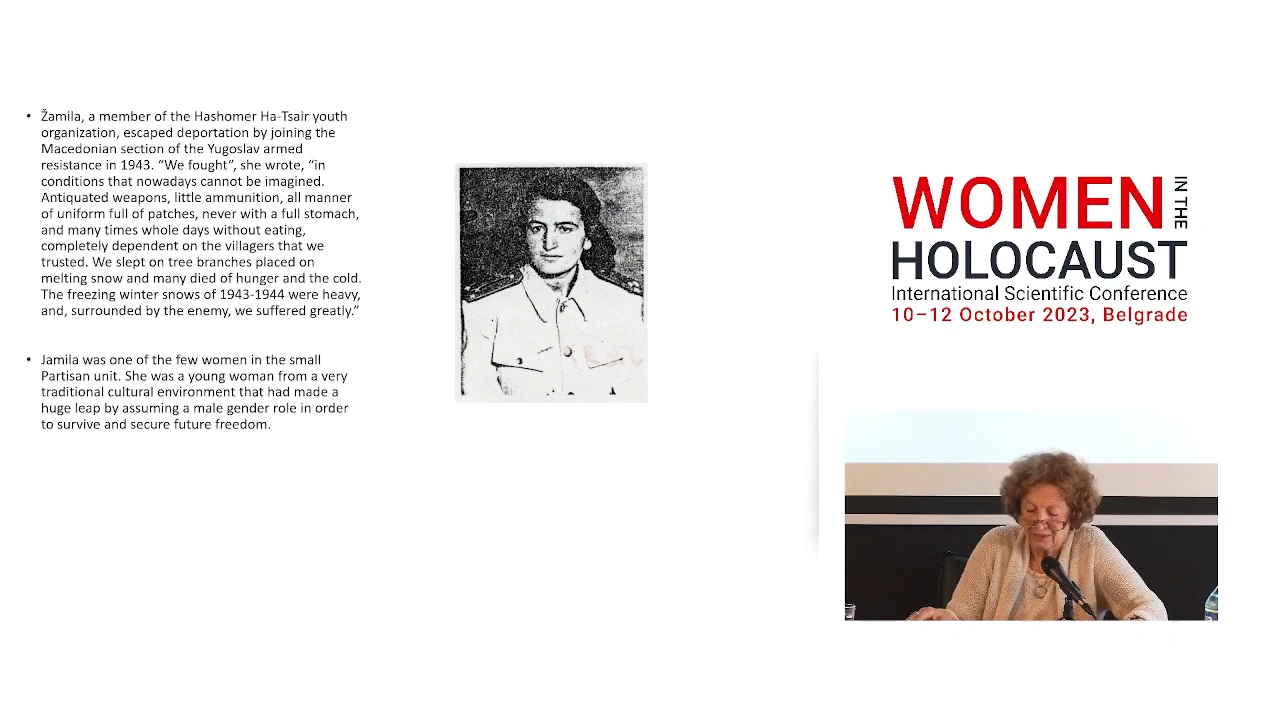 • Žamila, a member of the Hashomer Ha-Tsair youth
organization, escaped deportation by joining the
Macedonian section of the Yugoslav armed
resistance in 1943. “We fought”, she wrote, “in
conditions that nowadays cannot be imagined.
Antiquated weapons, little ammunition, all manner
of uniform full of patches, never with a full stomach,
and many times whole days without eating,
completely dependent on the villagers that we
trusted. We slept on tree branches placed on
melting snow and many died of hunger and the cold.
The freezing winter snows of 1943-1944 were heavy,
and, surrounded by the enemy, we suffered greatly.”
• Jamila was one of the few women in the small
Partisan unit. She was a young woman from a very
traditional cultural environment that had made a
huge leap by assuming a male gender role in order
to survive and secure future freedom.
WOMEN
IN THE
HOLOCAUST
International Scientific Conference
10–12 October 2023, Belgrade